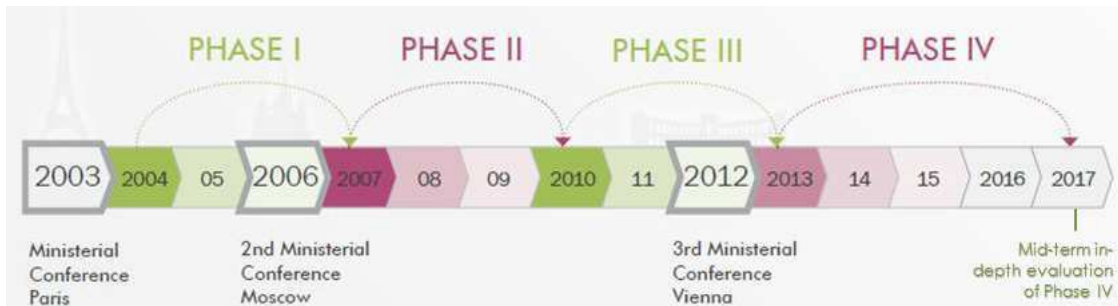 PHASE I PHASE II PHASE III PHASE IV
2003 2004 05 2006 2007 08 09 2010 11 2012 2013 14 15 2016 2017
Ministerial
Conference
Paris
2nd Ministerial
Conference
Moscow
3rd Ministerial
Conference
Vienna
Mid-term in-
depth evaluation
of Phase IV